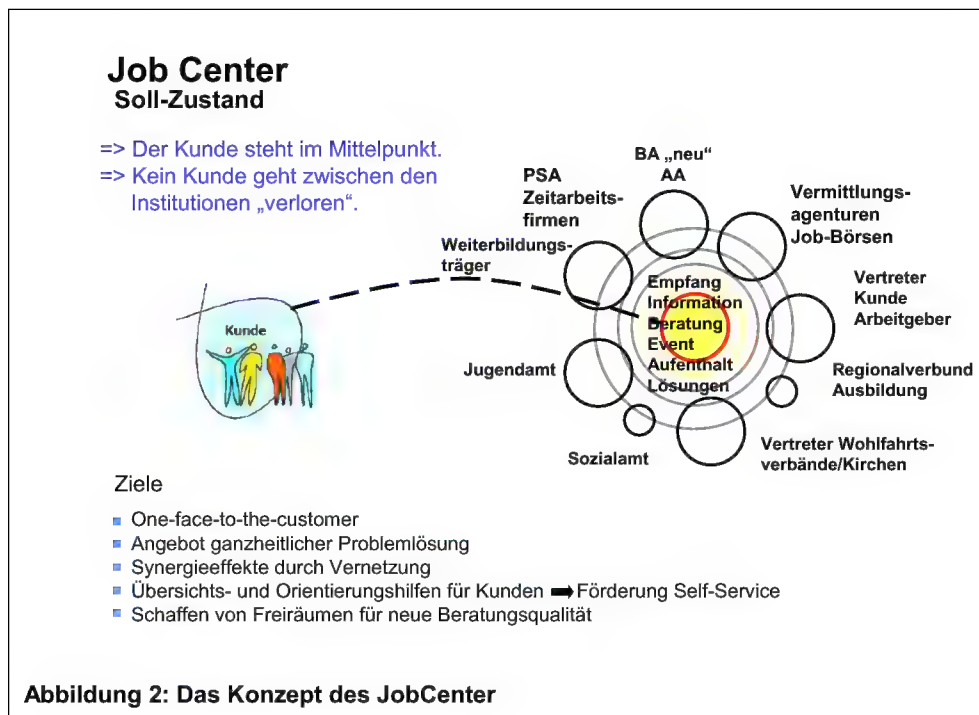 Job Center
Soll-Zustand
=> Der Kunde steht im Mittelpunkt.
=> Kein Kunde geht zwischen den
Institutionen „verloren“.
BA „neu“
AA
PSA
Zeitarbeits-
firmen
Vermittlungs-
agenturen
Job-Börsen
Weiterbildungs-
träger
Vertreter
Kunde
Arbeitgeber
Empfang
Information
Beratung
Event
Aufenthalt
Lösungen
Kunde
Jugendamt
Regionalverbund
Ausbildung
Sozialamt
Vertreter Wohlfahrts-
verbände/Kirchen
Ziele
One-face-to-the-customer
Angebot ganzheitlicher Problemlösung
Synergieeffekte durch Vernetzung
Übersichts- und Orientierungshilfen für Kunden ➡ Förderung Self-Service
Schaffen von Freiräumen für neue Beratungsqualität
Abbildung 2: Das Konzept des JobCenter